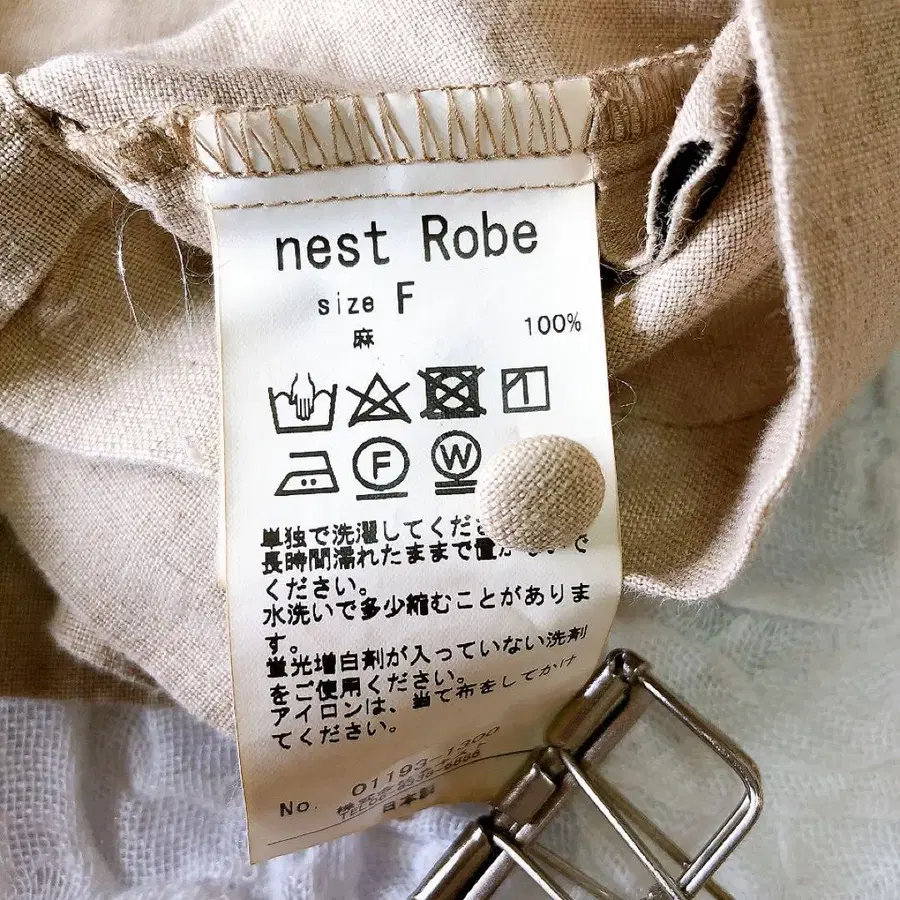 nest Robe
size F
麻 100%
F W
単独で洗濯してくださ
長時間濡れたままで置 で
ください。
水洗いで多少縮むことがありま
す。
蛍光増白剤が入っていない洗剤
をご使用ください。
アイロンは、当て布をしてかけ
てください。
No. 01193-1300
日本製